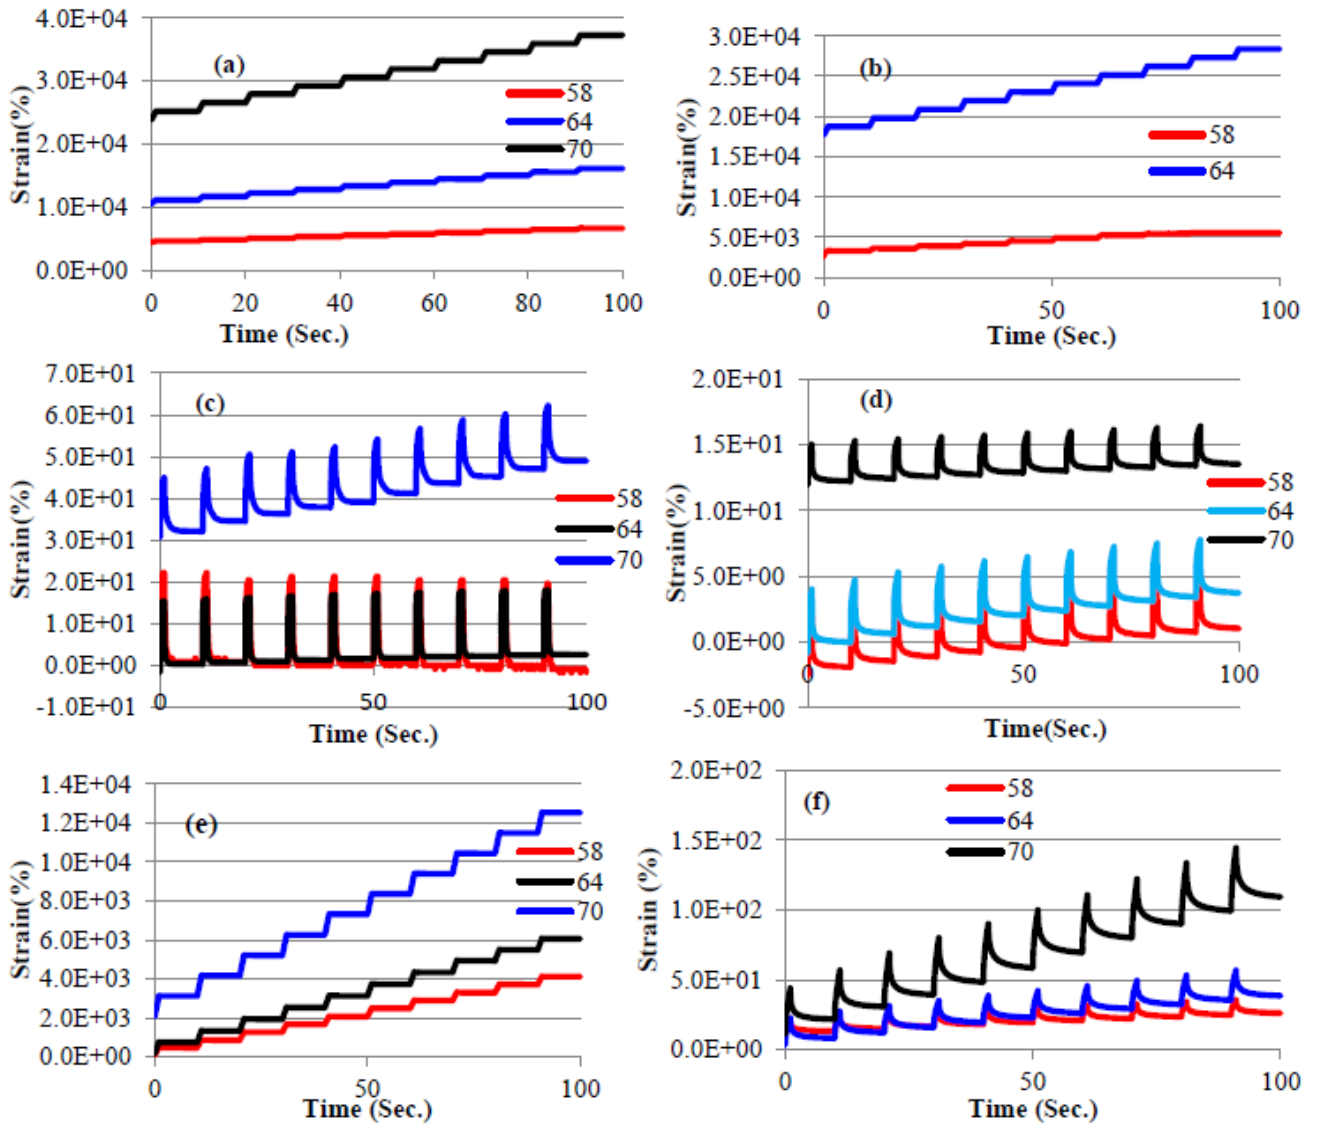 4.0E+04
3.0E+04
2.0E+04
1.0E+04
0.0E+00
Strain(%)
(a)
58
64
70
0 20 40 60 80 100
Time (Sec.)
3.0E+04
2.5E+04
2.0E+04
1.5E+04
1.0E+04
5.0E+03
0.0E+00
Strain(%)
(b)
58
64
0 50 100
Time (Sec.)
7.0E+01
6.0E+01
5.0E+01
4.0E+01
3.0E+01
2.0E+01
1.0E+01
0.0E+00
-1.0E+01
Strain(%)
(c)
58
64
70
0 50 100
Time (Sec.)
2.0E+01
1.5E+01
1.0E+01
5.0E+00
0.0E+00
-5.0E+00
Strain(%)
(d)
58
64
70
0 50 100
Time(Sec.)
1.4E+04
1.2E+04
1.0E+04
8.0E+03
6.0E+03
4.0E+03
2.0E+03
0.0E+00
Strain(%)
(e)
58
64
70
0 50 100
Time (Sec.)
2.0E+02
1.5E+02
1.0E+02
5.0E+01
0.0E+00
Strain (%)
(f)
58
64
70
0 50 100
Time (Sec.)